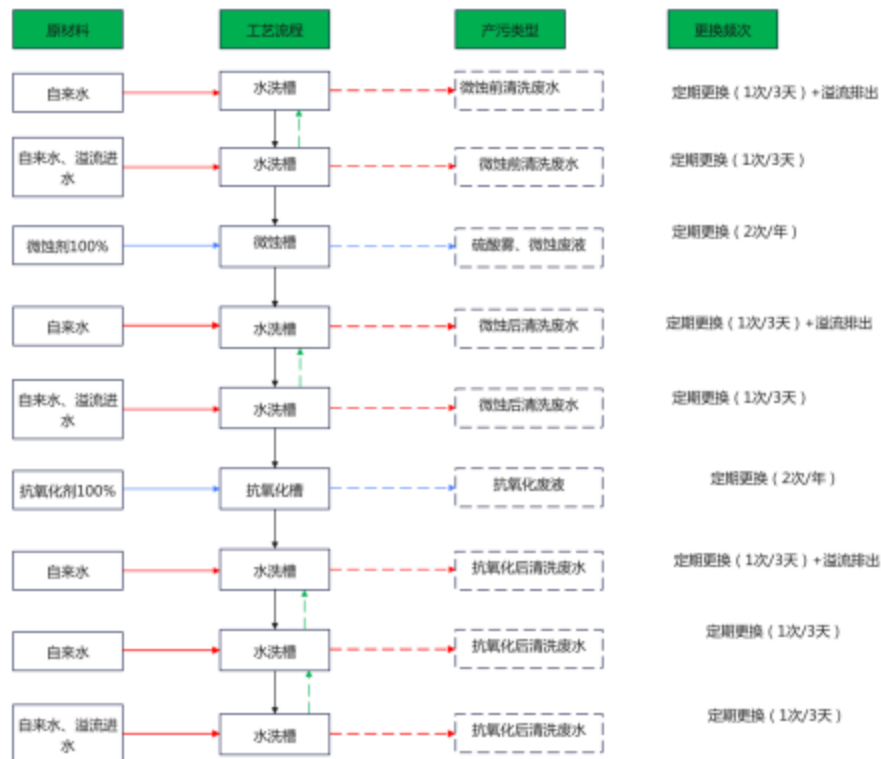 原材料
工艺流程
产污类型
更换频次
自来水
水洗槽
微蚀前清洗废水
定期更换（1次/3天）+溢流排出
自来水、溢流进
水
水洗槽
微蚀前清洗废水
定期更换（1次/3天）
微蚀剂100%
微蚀槽
硫酸雾、微蚀废液
定期更换（2次/年）
自来水
水洗槽
微蚀后清洗废水
定期更换（1次/3天）+溢流排出
自来水、溢流进
水
水洗槽
微蚀后清洗废水
定期更换（1次/3天）
抗氧化剂100%
抗氧化槽
抗氧化废液
定期更换（2次/年）
自来水
水洗槽
抗氧化后清洗废水
定期更换（1次/3天）+溢流排出
自来水
水洗槽
抗氧化后清洗废水
定期更换（1次/3天）
自来水、溢流进
水
水洗槽
抗氧化后清洗废水
定期更换（1次/3天）